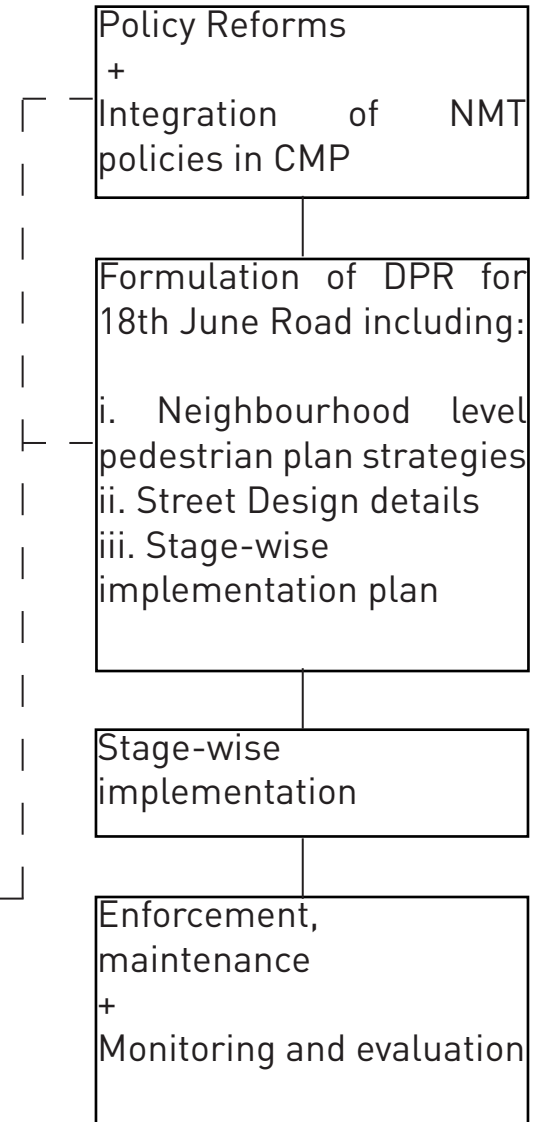 Policy Reforms
+
Integration of NMT
policies in CMP
Formulation of DPR for
18th June Road including:
i. Neighbourhood level
pedestrian plan strategies
ii. Street Design details
iii. Stage-wise
implementation plan
Stage-wise
implementation
Enforcement,
maintenance
+
Monitoring and evaluation